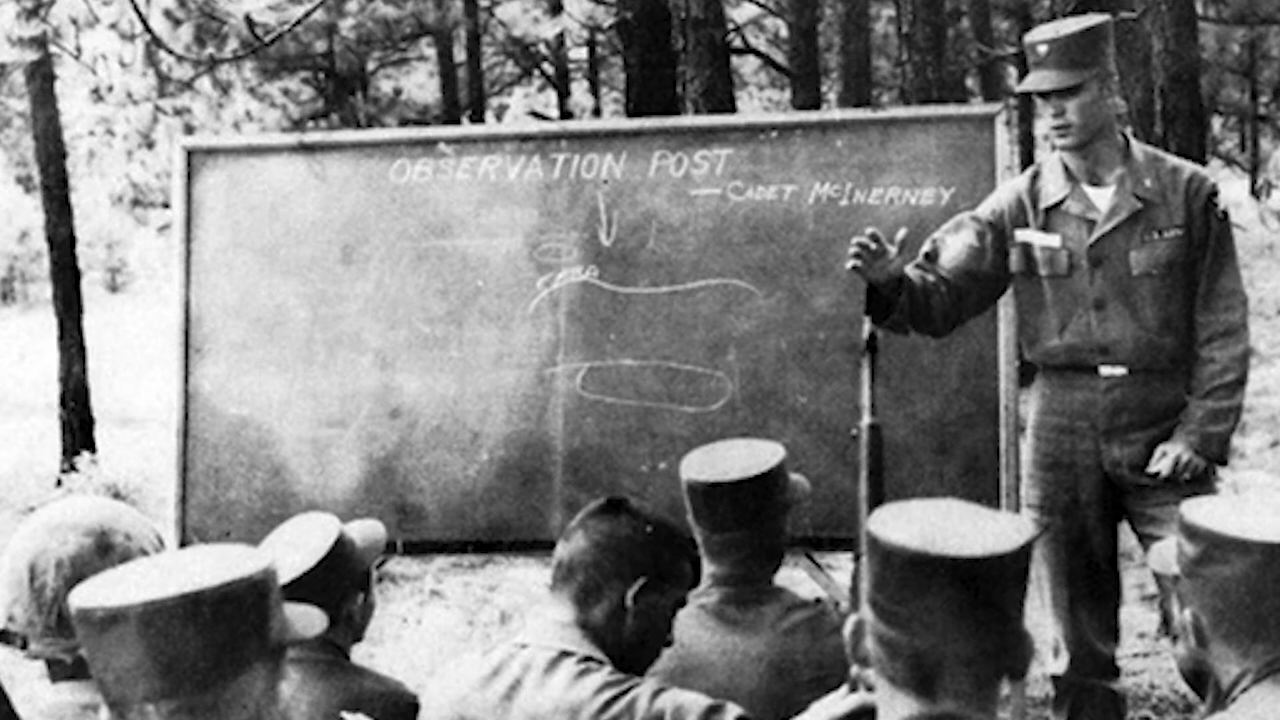 OBSERVATION POST
— CADET McINERNEY